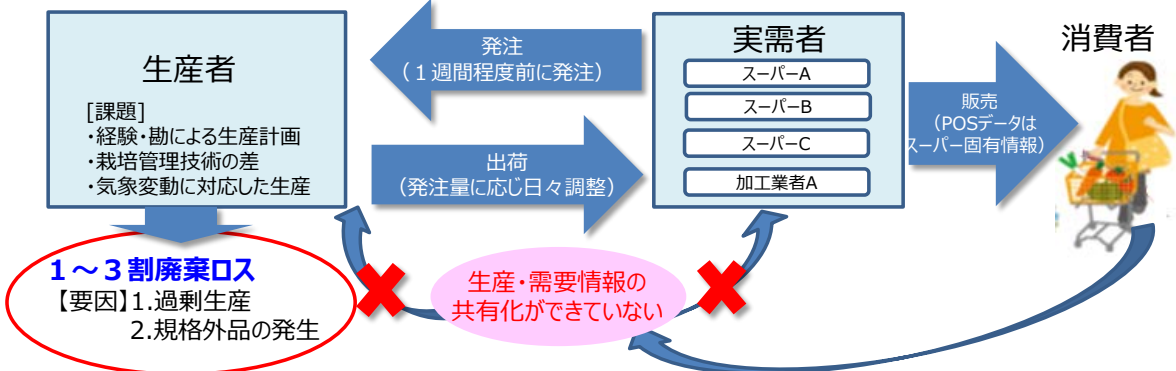 生産者
[課題]
・経験・勘による生産計画
・栽培管理技術の差
・気象変動に対応した生産
発注
（１週間程度前に発注）
出荷
（発注量に応じ日々調整）
実需者
スーパーA
スーパーB
スーパーC
加工業者A
販売
（POSデータは
スーパー固有情報）
消費者
１～３割廃棄ロス
【要因】1.過剰生産
2.規格外品の発生
生産・需要情報の
共有化ができていない